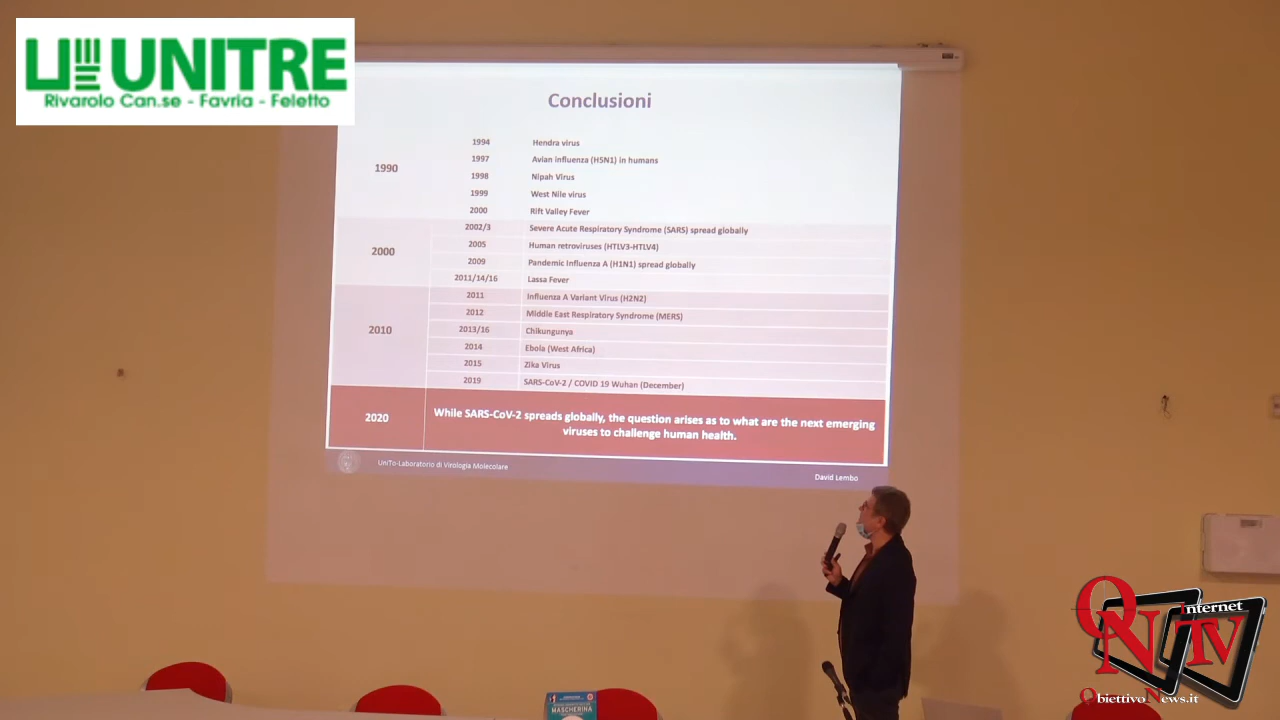 UNITRE
Rivarolo Can.se - Favria - Feletto
Conclusioni
1990
1994 Hendra virus
1997 Avian influenza (H5N1) in humans
1998 Nipah Virus
1999 West Nile virus
2000 Rift Valley Fever
2000
2002/3 Severe Acute Respiratory Syndrome (SARS) spread globally
2005 Human retroviruses (HTLV3-HTLV4)
2009 Pandemic Influenza A (H1N1) spread globally
2011/14/16 Lassa Fever
2010
2011 Influenza A Variant Virus (H2N2)
2012 Middle East Respiratory Syndrome (MERS)
2013/16 Chikungunya
2014 Ebola (West Africa)
2015 Zika Virus
2019 SARS-CoV-2 / COVID 19 Wuhan (December)
2020
While SARS-CoV-2 spreads globally, the question arises as to what are the next emerging
viruses to challenge human health.
UniTo-Laboratorio di Virologia Molecolare
David Lembo
MASCHERINA
ON
Internet
TV
ObiettivoNews.it